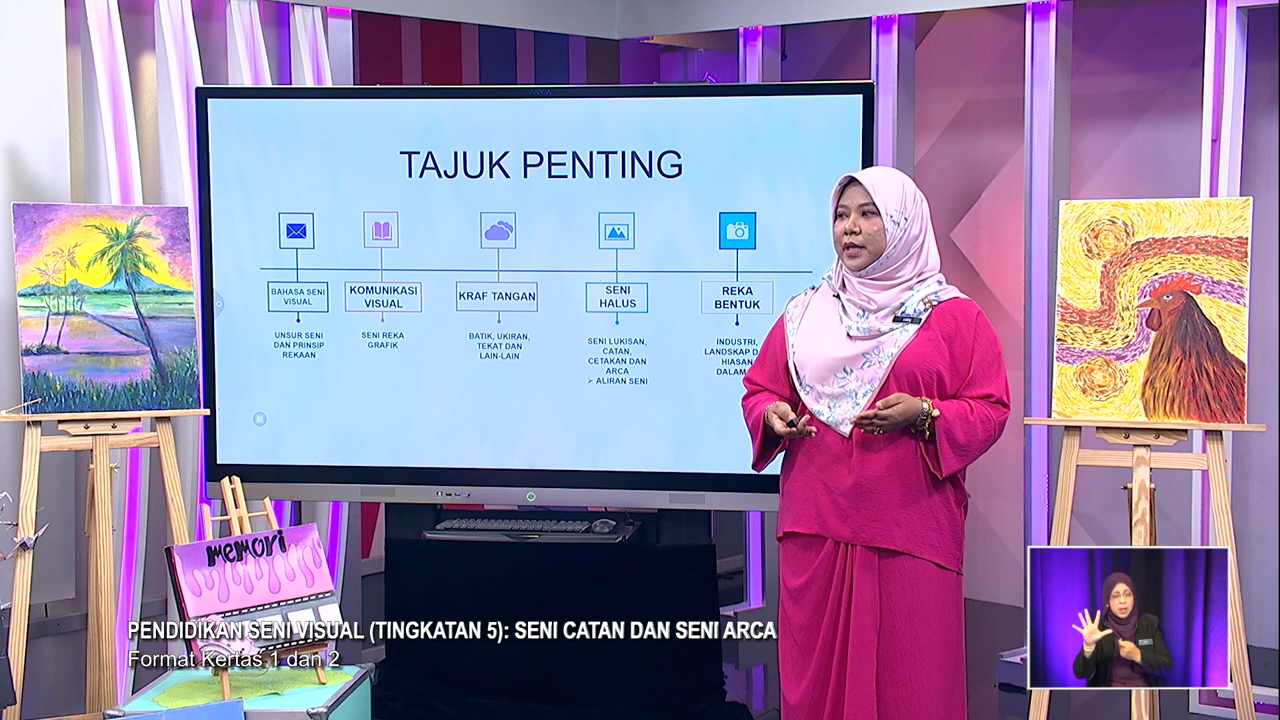 TAJUK PENTING
BAHASA SENI
VISUAL
UNSUR SENI
DAN PRINSIP
REKAAN
KOMUNIKASI
VISUAL
SENI REKA
GRAFIK
KRAF TANGAN
BATIK, UKIRAN,
TEKAT DAN
LAIN-LAIN
SENI
HALUS
SENI LUKISAN,
CATAN,
CETAKAN DAN
ARCA
➢ ALIRAN SENI
REKA
BENTUK
INDUSTRI,
LANDSKAP
HIASAN
memori
PENDIDIKAN SENI VISUAL (TINGKATAN 5): SENI CATAN DAN SENI ARCA
Format Kertas 1 dan 2